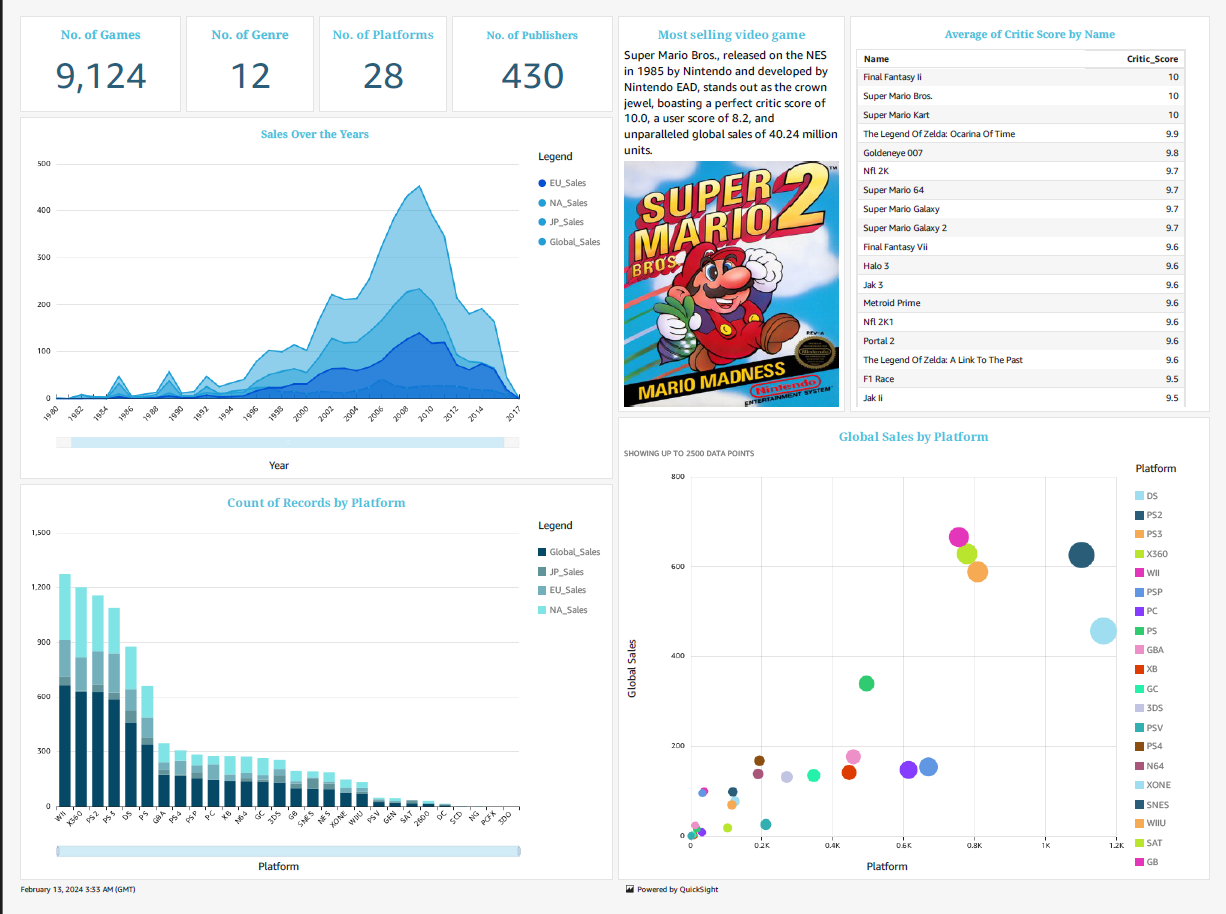 No. of Games
9,124
No. of Genre
12
No. of Platforms
28
No. of Publishers
430
Most selling video game
Super Mario Bros., released on the NES
in 1985 by Nintendo and developed by
Nintendo EAD, stands out as the crown
jewel, boasting a perfect critic score of
10.0, a user score of 8.2, and
unparalleled global sales of 40.24 million
units.
SUPER
MARIO
BROS.
2
TM
REV-A
Nintendo
MARIO MADNESS
Nintendo
ENTERTAINMENT SYSTEM
Average of Critic Score by Name
Name Critic_Score
Final Fantasy Ii 10
Super Mario Bros. 10
Super Mario Kart 10
The Legend Of Zelda: Ocarina Of Time 9.9
Goldeneye 007 9.8
Nfl 2K 9.7
Super Mario 64 9.7
Super Mario Galaxy 9.7
Super Mario Galaxy 2 9.7
Final Fantasy Vii 9.6
Halo 3 9.6
Jak 3 9.6
Metroid Prime 9.6
Nfl 2K1 9.6
Portal 2 9.6
The Legend Of Zelda: A Link To The Past 9.6
F1 Race 9.5
Jak Ii 9.5
Sales Over the Years
500
400
300
200
100
0
1980 1982 1984 1986 1988 1990 1992 1994 1996 1998 2000 2002 2004 2006 2008 2010 2012 2014 2017
Year
Legend
EU_Sales
NA_Sales
JP_Sales
Global_Sales
Count of Records by Platform
1,500
1,200
900
600
300
0
WII X360 PS2 PS3 DS PS GBA PS4 PSP PC XB N64 GC 3DS GB SNES NES XONE WIIU PSV GEN SAT 2600 DC SCD NG PCFX 3DO
Platform
Legend
Global_Sales
JP_Sales
EU_Sales
NA_Sales
Global Sales by Platform
SHOWING UP TO 2500 DATA POINTS
Global Sales
800
600
400
200
0
0 0.2K 0.4K 0.6K 0.8K 1K 1.2K
Platform
Platform
DS
PS2
PS3
X360
WII
PSP
PC
PS
GBA
XB
GC
3DS
PSV
PS4
N64
XONE
SNES
WIIU
SAT
GB
February 13, 2024 3:33 AM (GMT)
Powered by QuickSight